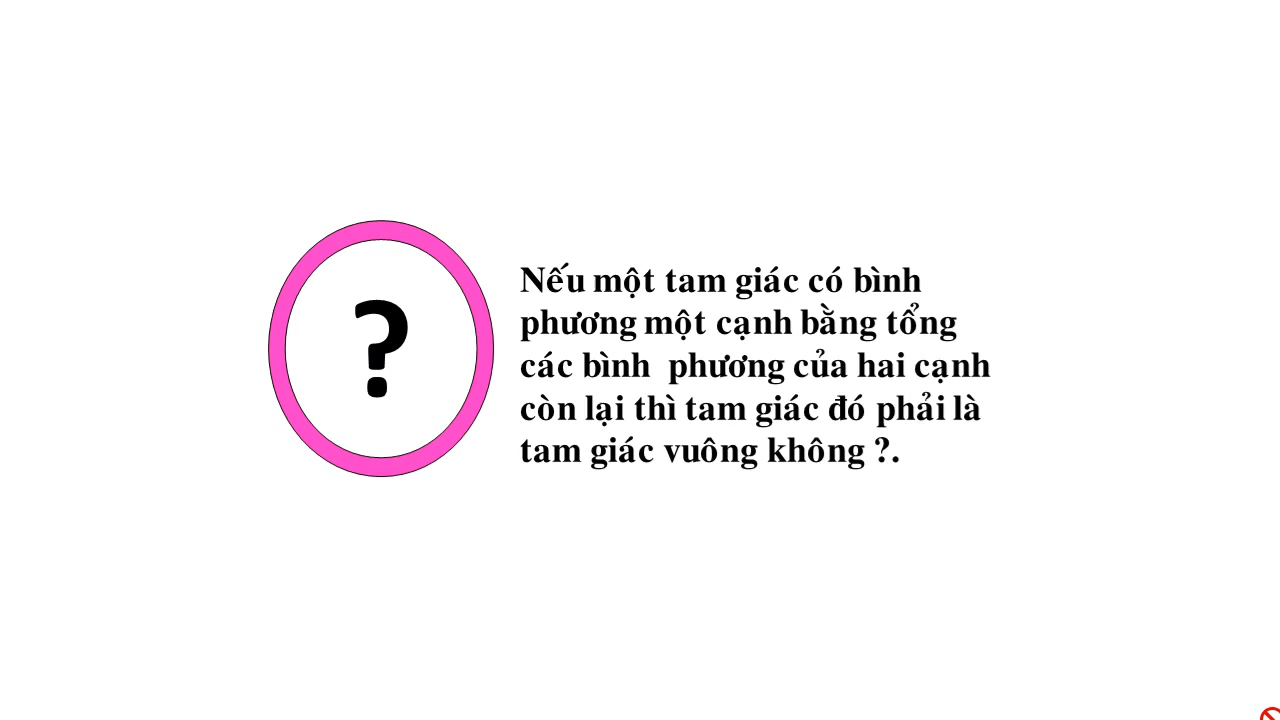 ?
Nếu một tam giác có bình
phương một cạnh bằng tổng
các bình  phương của hai cạnh
còn lại thì tam giác đó phải là
tam giác vuông không ?.